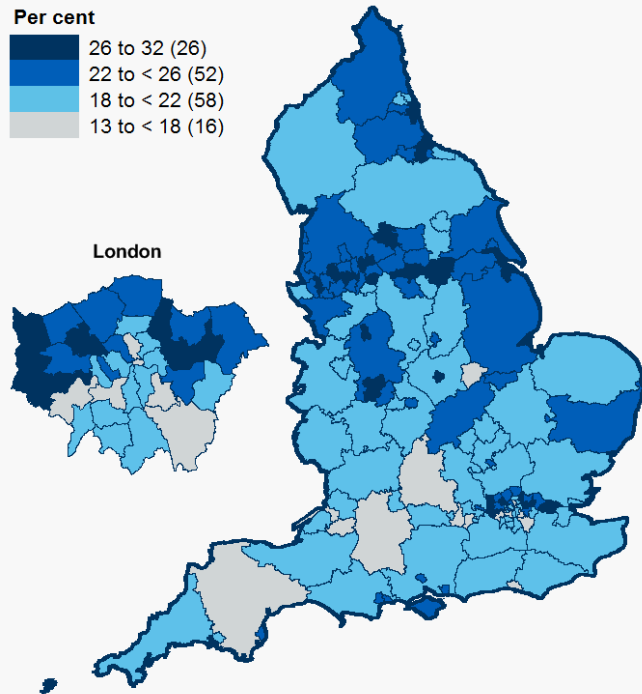 Per cent
26 to 32 (26)
22 to < 26 (52)
18 to < 22 (58)
13 to < 18 (16)
London